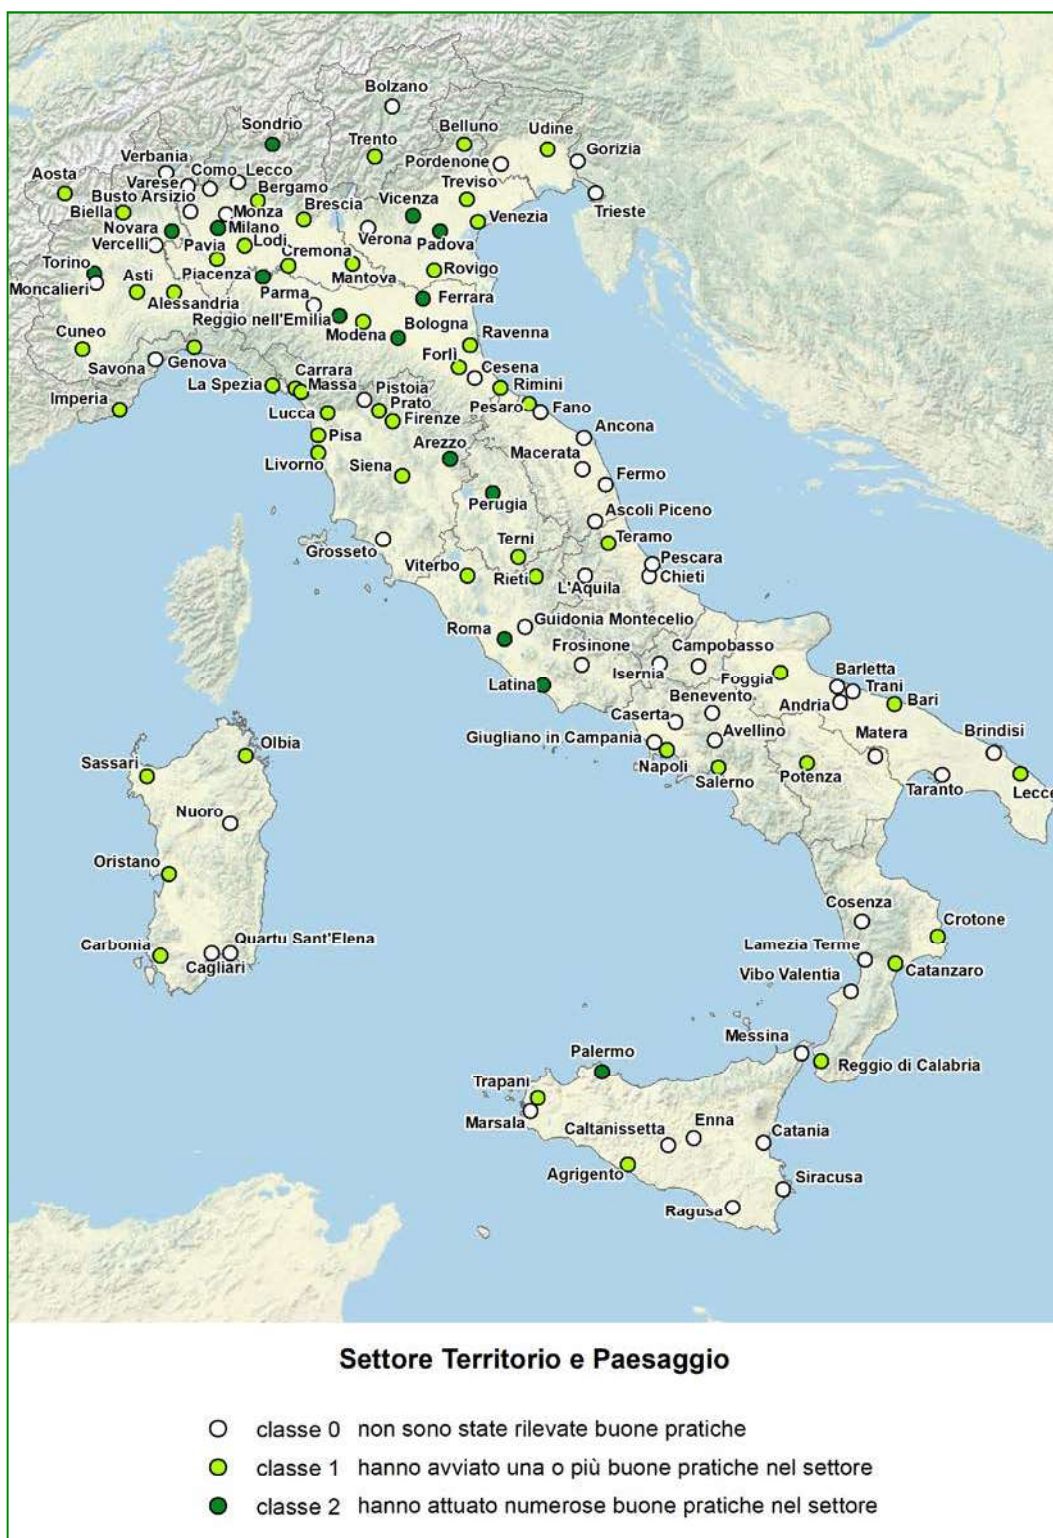 Bolzano
Sondrio
Trento
Belluno
Udine
Gorizia
Pordenone
Verbania
Como
Lecco
Varese
Aosta
Busto Arsizio
Bergamo
Vicenza
Treviso
Trieste
Biella
Monza
Brescia
Venezia
Novara
Milano
Verona
Padova
Vercelli
Pavia
Lodi
Cremona
Torino
Piacenza
Mantova
Rovigo
Moncalieri
Asti
Parma
Ferrara
Alessandria
Reggio nell'Emilia
Modena
Bologna
Cuneo
Ravenna
Savona
Genova
Forlì
Cesena
Carrara
La Spezia
Massa
Pistoia
Rimini
Imperia
Prato
Pesaro
Fano
Lucca
Firenze
Pisa
Arezzo
Ancona
Livorno
Siena
Macerata
Fermo
Perugia
Ascoli Piceno
Grosseto
Terni
Teramo
Viterbo
Pescara
Rieti
L'Aquila
Chieti
Guidonia Montecelio
Roma
Frosinone
Campobasso
Isernia
Foggia
Barletta
Latina
Trani
Benevento
Andria
Bari
Caserta
Giugliano in Campania
Avellino
Matera
Brindisi
Olbia
Napoli
Sassari
Salerno
Potenza
Taranto
Lecce
Nuoro
Oristano
Cosenza
Crotone
Carbonia
Quartu Sant'Elena
Lamezia Terme
Cagliari
Catanzaro
Vibo Valentia
Messina
Palermo
Reggio di Calabria
Trapani
Marsala
Caltanissetta
Enna
Catania
Agrigento
Siracusa
Ragusa
Settore Territorio e Paesaggio
classe 0 non sono state rilevate buone pratiche
classe 1 hanno avviato una o più buone pratiche nel settore
classe 2 hanno attuato numerose buone pratiche nel settore